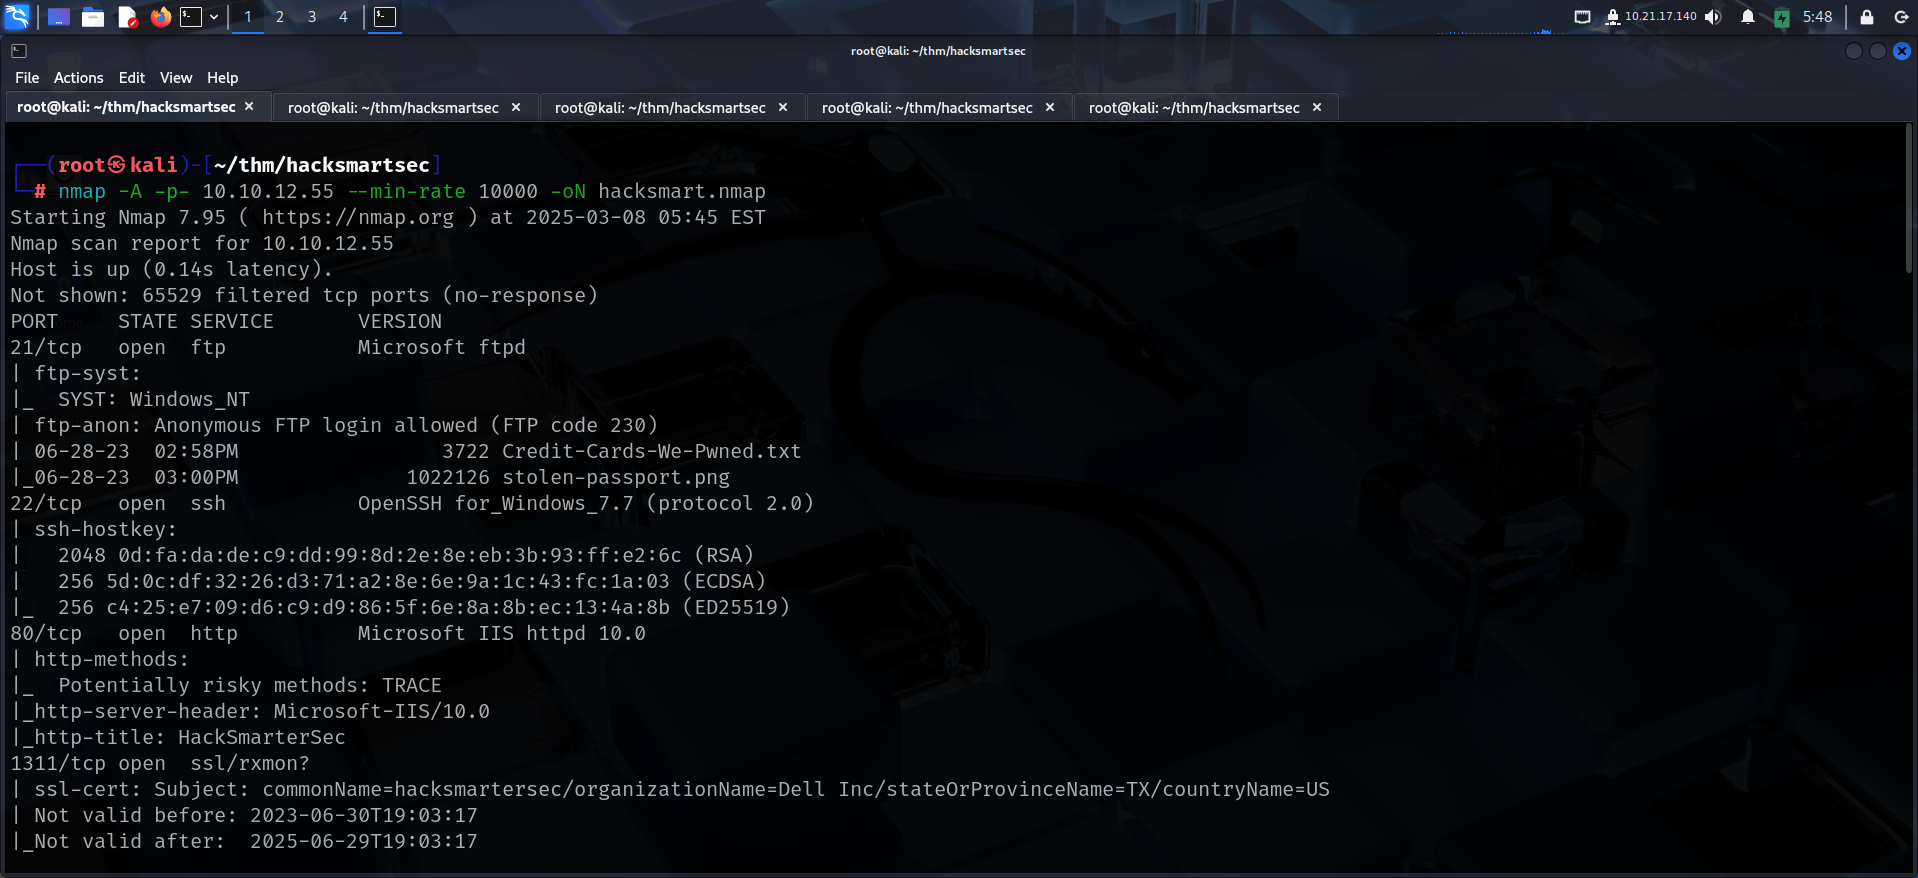 1 2 3 4
10.21.17.140
5:48
root@kali: ~/thm/hacksmartsec
File Actions Edit View Help
root@kali: ~/thm/hacksmartsec × root@kali: ~/thm/hacksmartsec × root@kali: ~/thm/hacksmartsec × root@kali: ~/thm/hacksmartsec × root@kali: ~/thm/hacksmartsec ×
┌──(root㉿kali)-[~/thm/hacksmartsec]
└─# nmap -A -p- 10.10.12.55 --min-rate 10000 -oN hacksmart.nmap
Starting Nmap 7.95 ( https://nmap.org ) at 2025-03-08 05:45 EST
Nmap scan report for 10.10.12.55
Host is up (0.14s latency).
Not shown: 65529 filtered tcp ports (no-response)
PORT     STATE SERVICE       VERSION
21/tcp   open  ftp           Microsoft ftpd
| ftp-syst:
|_  SYST: Windows_NT
| ftp-anon: Anonymous FTP login allowed (FTP code 230)
| 06-28-23  02:58PM                 3722 Credit-Cards-We-Pwned.txt
|_06-28-23  03:00PM              1022126 stolen-passport.png
22/tcp   open  ssh           OpenSSH for_Windows_7.7 (protocol 2.0)
| ssh-hostkey:
|   2048 0d:fa:da:de:c9:dd:99:8d:2e:8e:eb:3b:93:ff:e2:6c (RSA)
|   256 5d:0c:df:32:26:d3:71:a2:8e:6e:9a:1c:43:fc:1a:03 (ECDSA)
|_  256 c4:25:e7:09:d6:c9:d9:86:5f:6e:8a:8b:ec:13:4a:8b (ED25519)
80/tcp   open  http          Microsoft IIS httpd 10.0
| http-methods:
|_  Potentially risky methods: TRACE
|_http-server-header: Microsoft-IIS/10.0
|_http-title: HackSmarterSec
1311/tcp open  ssl/rxmon?
| ssl-cert: Subject: commonName=hacksmartersec/organizationName=Dell Inc/stateOrProvinceName=TX/countryName=US
| Not valid before: 2023-06-30T19:03:17
|_Not valid after:  2025-06-29T19:03:17